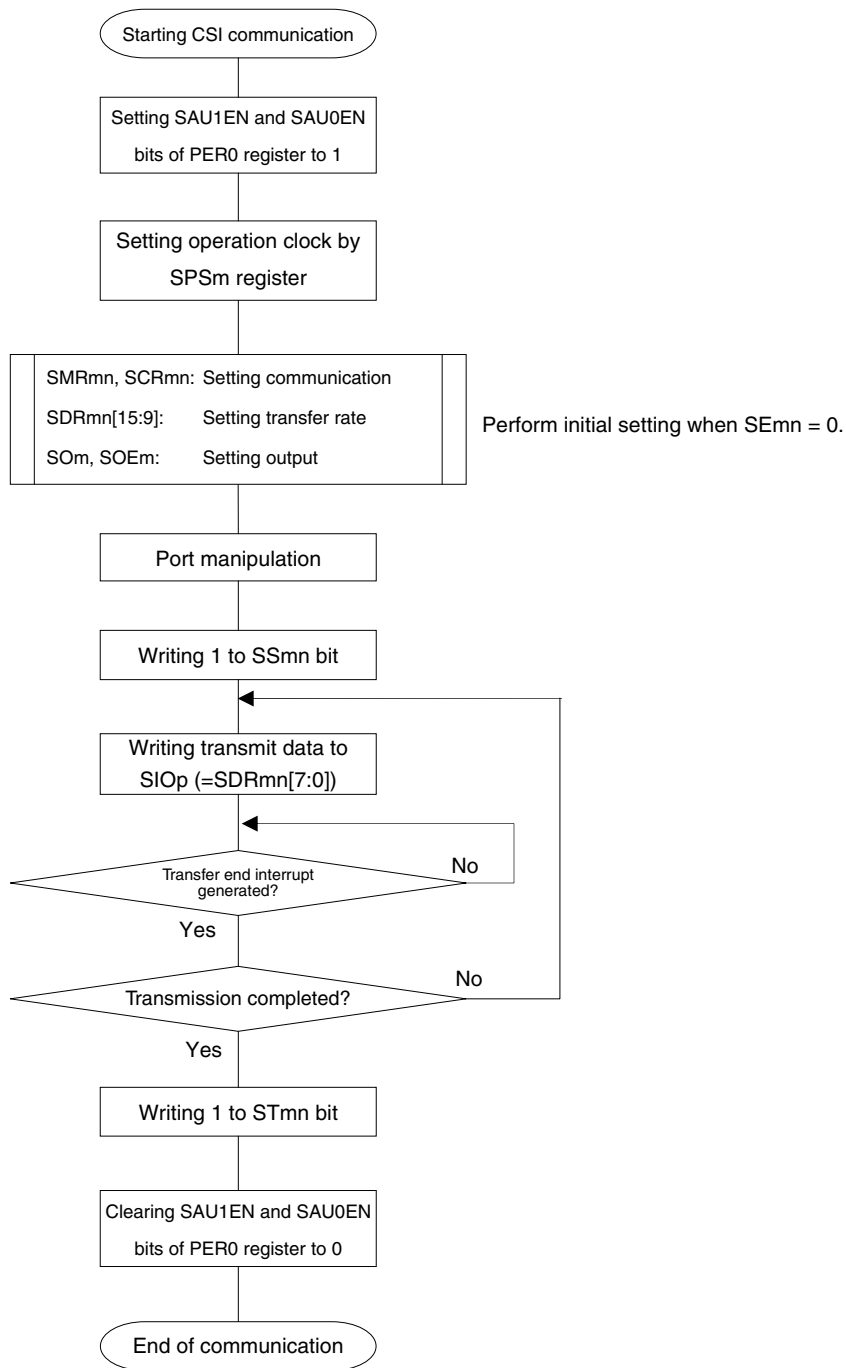 Starting CSI communication
Setting SAU1EN and SAU0EN
bits of PER0 register to 1
Setting operation clock by
SPSm register
SMRmn, SCRmn: Setting communication
SDRmn[15:9]: Setting transfer rate
SOm, SOEm: Setting output
Perform initial setting when SEmn = 0.
Port manipulation
Writing 1 to SSmn bit
Writing transmit data to
SIOp (=SDRmn[7:0])
Transfer end interrupt
generated?
No
Yes
Transmission completed?
No
Yes
Writing 1 to STmn bit
Clearing SAU1EN and SAU0EN
bits of PER0 register to 0
End of communication